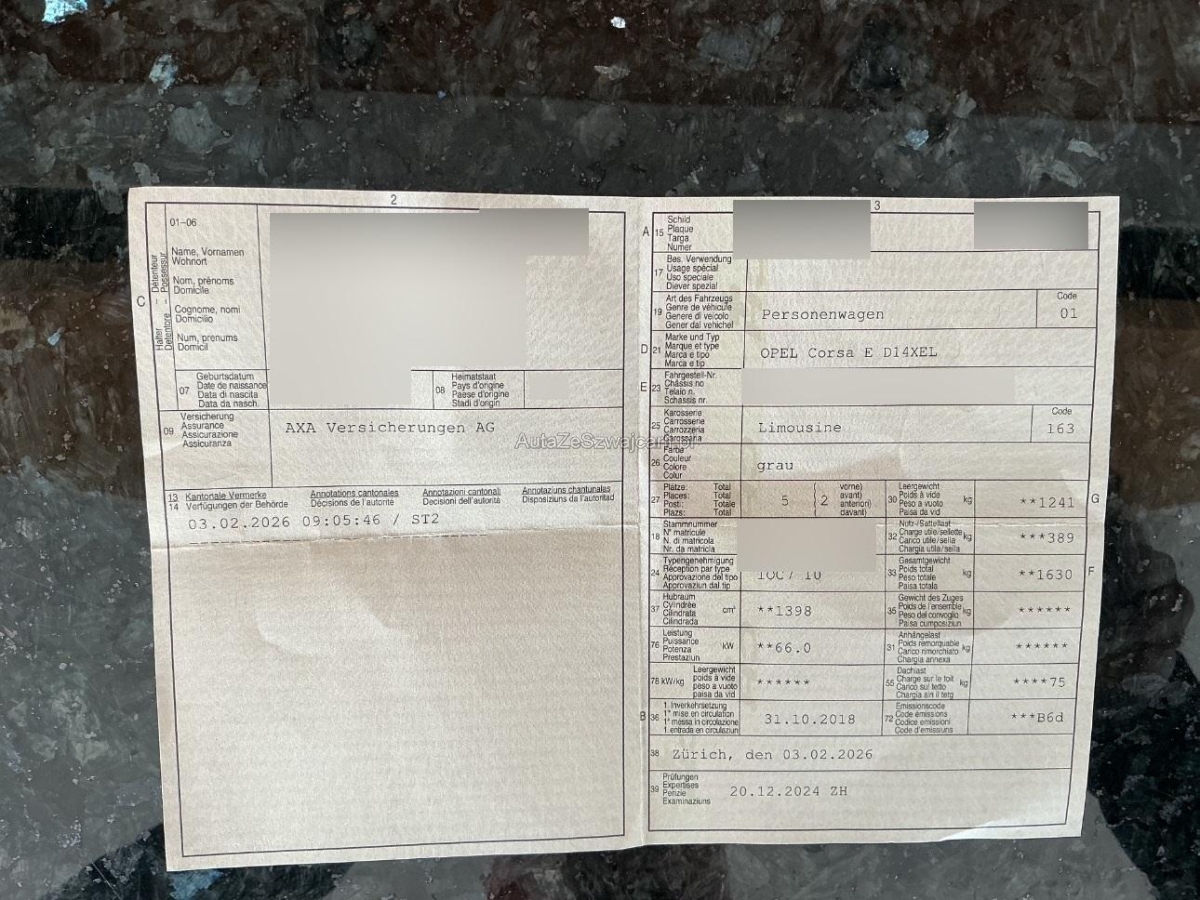 2
01-06
Name, Vornamen
Wohnort
Nom, prénoms
Domicile
Cognome, nomi
Domicilio
Num, prenums
Domicil
C
Halter – Détenteur
Detentore – Possessur
07
Geburtsdatum
Date de naissance
Data di nascita
Data da nasch.
08
Heimatstaat
Pays d'origine
Paese d'origine
Stadi d'origin
09
Versicherung
Assurance
Assicurazione
Assicuranza
AXA Versicherungen AG
13
14
Kantonale Vermerke
Verfügungen der Behörde
Annotations cantonales
Décisions de l'autorité
Annotazioni cantonali
Decisioni dell'autorità
Annotaziuns chantunalas
Disposiziuns da l'autoritad
03.02.2026 09:05:46 / ST2
3
A 15
Schild
Plaque
Targa
Numer
17
Bes. Verwendung
Usage spécial
Uso speciale
Diever spezial
19
Art des Fahrzeugs
Genre de véhicule
Genere di veicolo
Gener dal vehichel
Personenwagen
Code
01
D 21
Marke und Typ
Marque et type
Marca e tipo
Marca e tip
OPEL Corsa E D14XEL
E 23
Fahrgestell-Nr.
Châssis no
Telaio n.
Schassis nr.
25
Karosserie
Carrosserie
Carrozzeria
Carossaria
Limousine
Code
163
AutaZeSzwajcarii.pl
26
Farbe
Couleur
Colore
Colur
grau
27
Plätze: Total
Places: Total
Posti: Totale
Plazs: Total
5
2
vorne)
avant)
anteriori)
davant)
30
Leergewicht
Poids à vide
Peso a vuoto
Paisa da vid
kg
**1241
G
18
Stammnummer
N° matricule
N. di matricola
Nr. da matricla
32
Nutz-/Sattellast
Charge utile/sellette
Carico utile/sella
Chargia utila/sella
kg
***389
24
Typengenehmigung
Réception par type
Approvazione del tipo
Approvaziun dal tip
33
Gesamtgewicht
Poids total
Peso totale
Paisa totala
kg
**1630
F
37
Hubraum
Cylindrée
Cilindrata
Cilindrada
cm³
**1398
35
Gewicht des Zuges
Poids de l'ensemble
Peso del convoglio
Paisa cumposiziun
kg
******
76
Leistung
Puissance
Potenza
Prestaziun
kW
**66.0
31
Anhängelast
Poids remorquable
Carico rimorchiato
Chargia annexa
kg
******
78 kW/kg
Leergewicht
poids à vide
peso a vuoto
paisa da vid
******
55
Dachlast
Charge sur le toit
Carico sul tetto
Chargia sin il tetg
kg
****75
B 36
1. Inverkehrsetzung
1re mise en circulation
1a messa in circolazione
1. entrada en circulaziun
31.10.2018
72
Emissionscode
Code émissions
Codice emissioni
Code d'emissiuns
***B6d
38
Zürich, den 03.02.2026
39
Prüfungen
Expertises
Perizie
Examinaziuns
20.12.2024 ZH